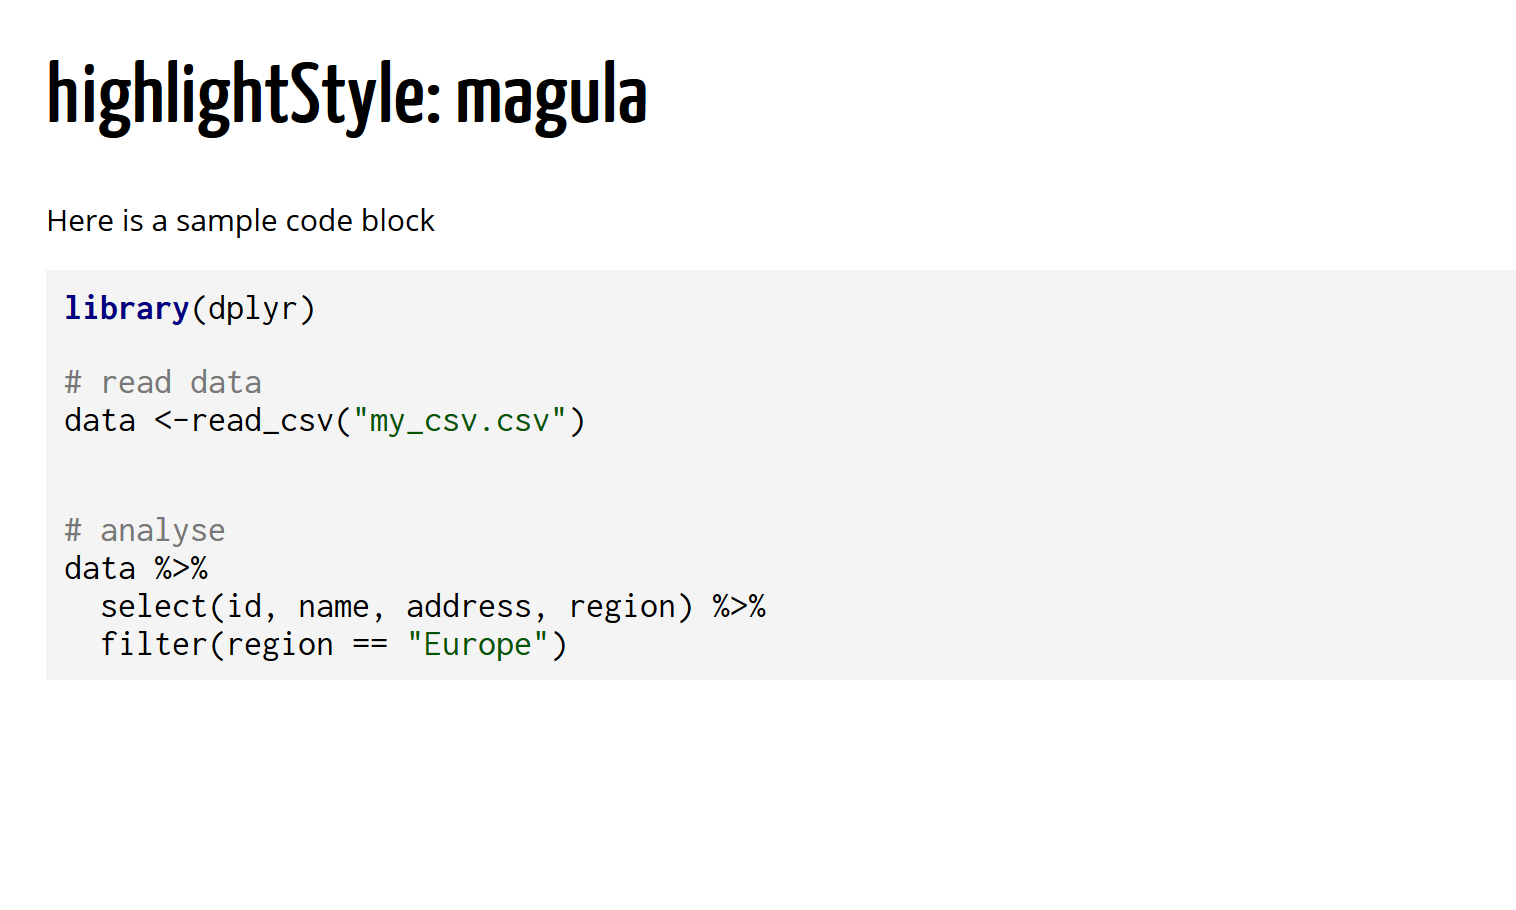 highlightStyle: magula
Here is a sample code block
library(dplyr)
# read data
data <-read_csv("my_csv.csv")
# analyse
data %>%
  select(id, name, address, region) %>%
  filter(region == "Europe")